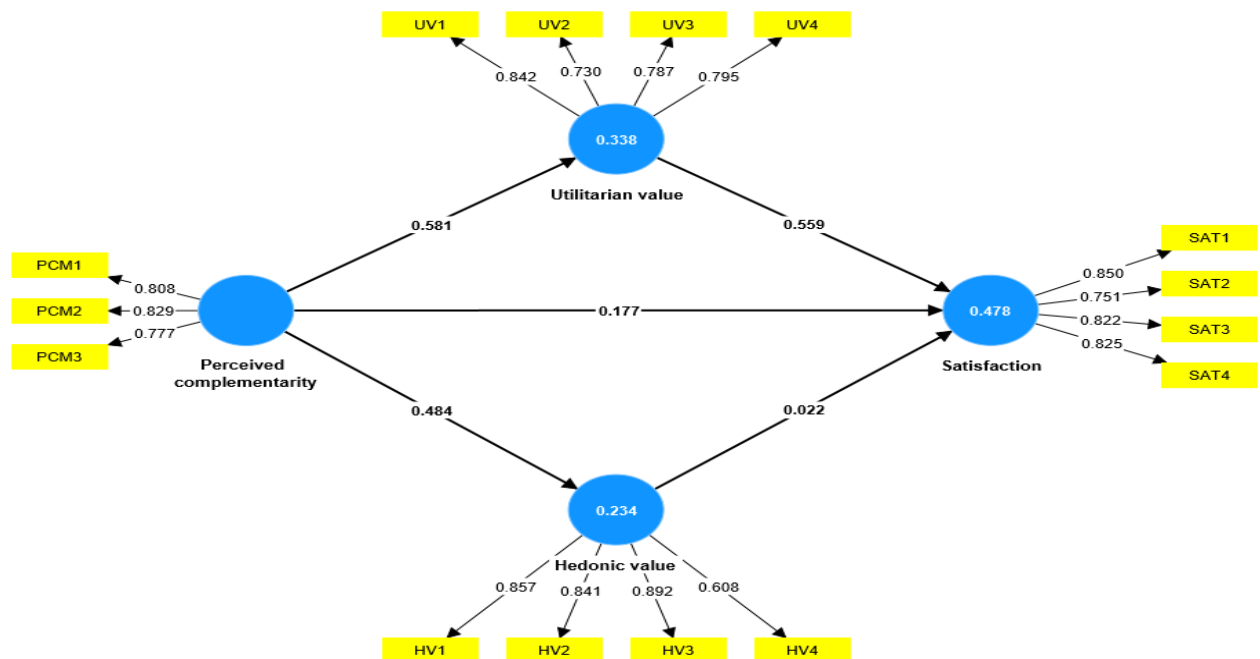 UV1 UV2 UV3 UV4
0.842 0.730 0.787 0.795
0.338
Utilitarian value
0.581 0.559
PCM1
PCM2
PCM3
0.808
0.829
0.777
Perceived
complementarity
0.177
0.478
Satisfaction
0.850
0.751
0.822
0.825
SAT1
SAT2
SAT3
SAT4
0.484 0.022
0.234
Hedonic value
0.857 0.841 0.892 0.608
HV1 HV2 HV3 HV4